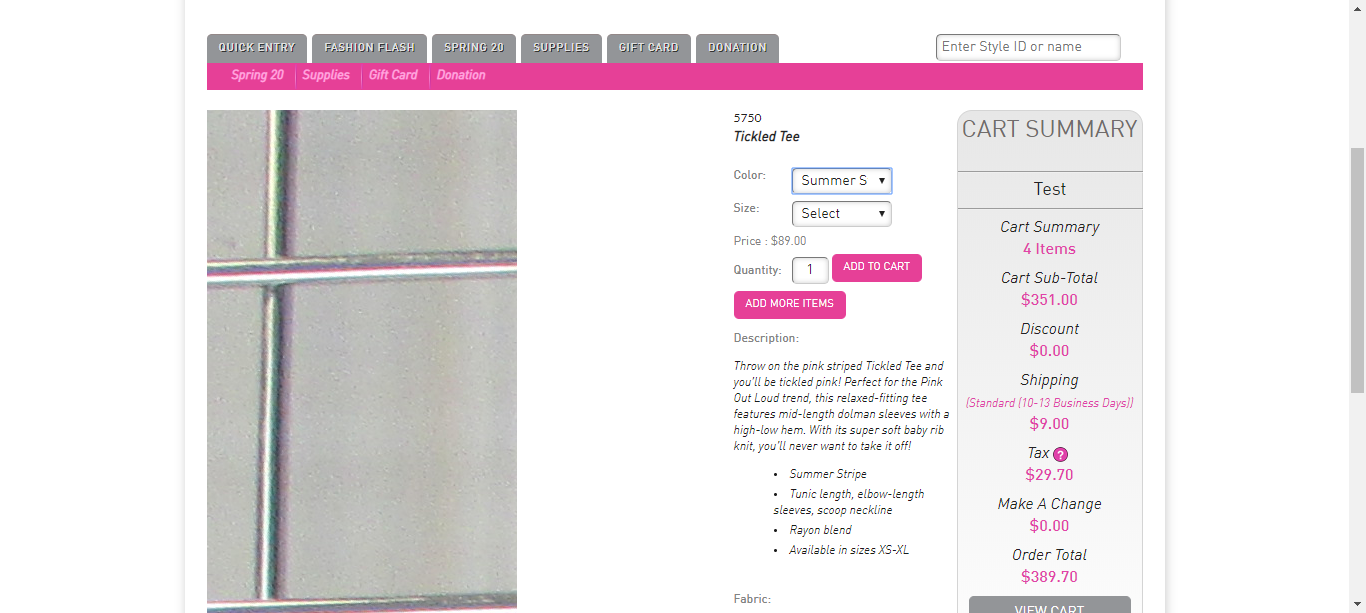 QUICK ENTRY
FASHION FLASH
SPRING 20
SUPPLIES
GIFT CARD
DONATION
Enter Style ID or name
Spring 20
Supplies
Gift Card
Donation
5750
Tickled Tee
Color:
Summer S
Size:
Select
Price : $89.00
Quantity:
1
ADD TO CART
ADD MORE ITEMS
Description:
Throw on the pink striped Tickled Tee and
you'll be tickled pink! Perfect for the Pink
Out Loud trend, this relaxed-fitting tee
features mid-length dolman sleeves with a
high-low hem. With its super soft baby rib
knit, you'll never want to take it off!
• Summer Stripe
• Tunic length, elbow-length
sleeves, scoop neckline
• Rayon blend
• Available in sizes XS-XL
Fabric:
CART SUMMARY
Test
Cart Summary
4 Items
Cart Sub-Total
$351.00
Discount
$0.00
Shipping
(Standard (10-13 Business Days))
$9.00
Tax ?
$29.70
Make A Change
$0.00
Order Total
$389.70
VIEW CART